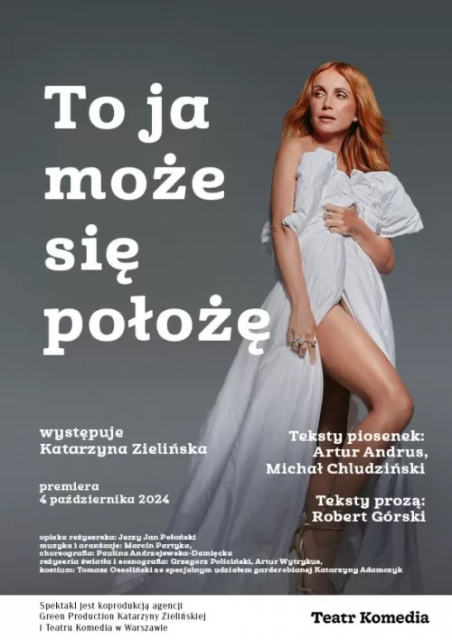 To ja
może
się
położę
występuje
Katarzyna Zielińska
premiera
4 października 2024
Teksty piosenek:
Artur Andrus,
Michał Chludziński
Teksty prozą:
Robert Górski
opieka reżyserska: Jerzy Jan Połoński
muzyka i aranżacje: Marcin Partyka,
choreografia: Paulina Andrzejewska-Damięcka
reżyseria światła i scenografia: Grzegorz Policiński, Artur Wytrykus,
kostium: Tomasz Ossoliński ze specjalnym udziałem garderobianej Katarzyny Adamczyk
Spektakl jest koprodukcją agencji
Green Production Katarzyny Zielińskiej
i Teatru Komedia w Warszawie
Teatr Komedia